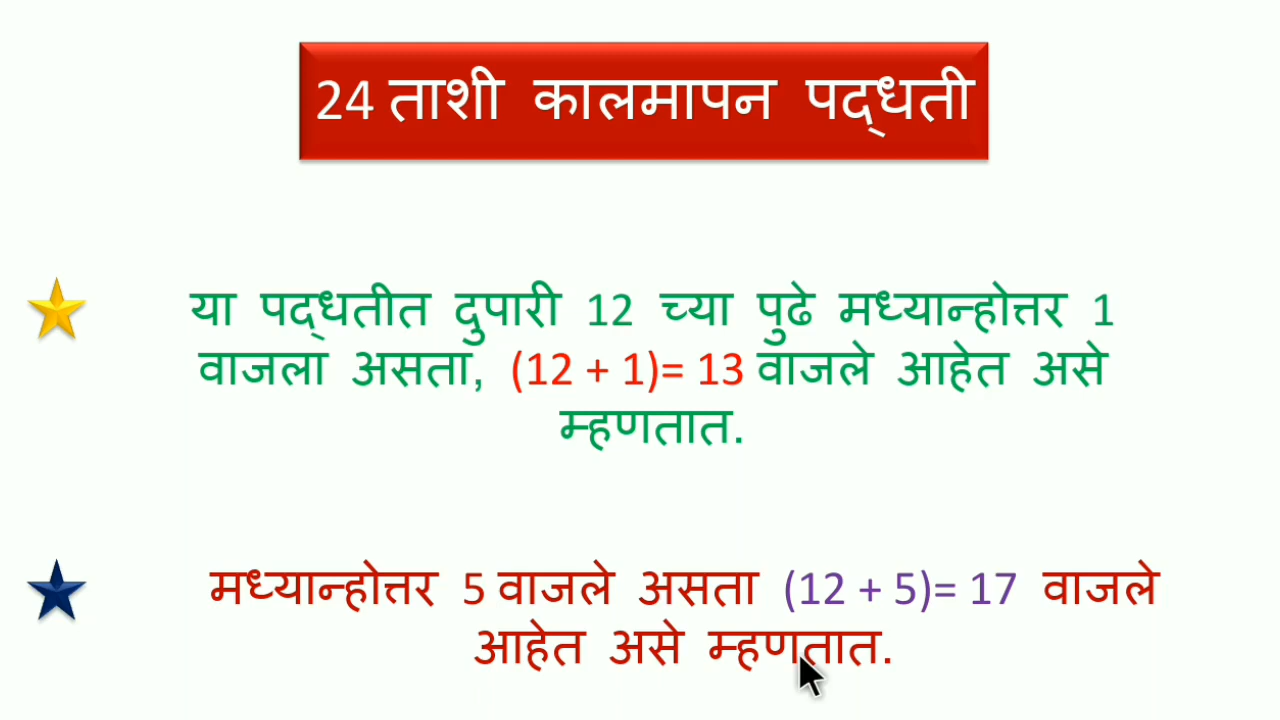 24 ताशी कालमापन पद्धती
या पद्धतीत दुपारी 12 च्या पुढे मध्यान्होत्तर 1
वाजला असता, (12 + 1)= 13 वाजले आहेत असे
म्हणतात.
मध्यान्होत्तर 5 वाजले असता (12 + 5)= 17 वाजले
आहेत असे म्हणतात.